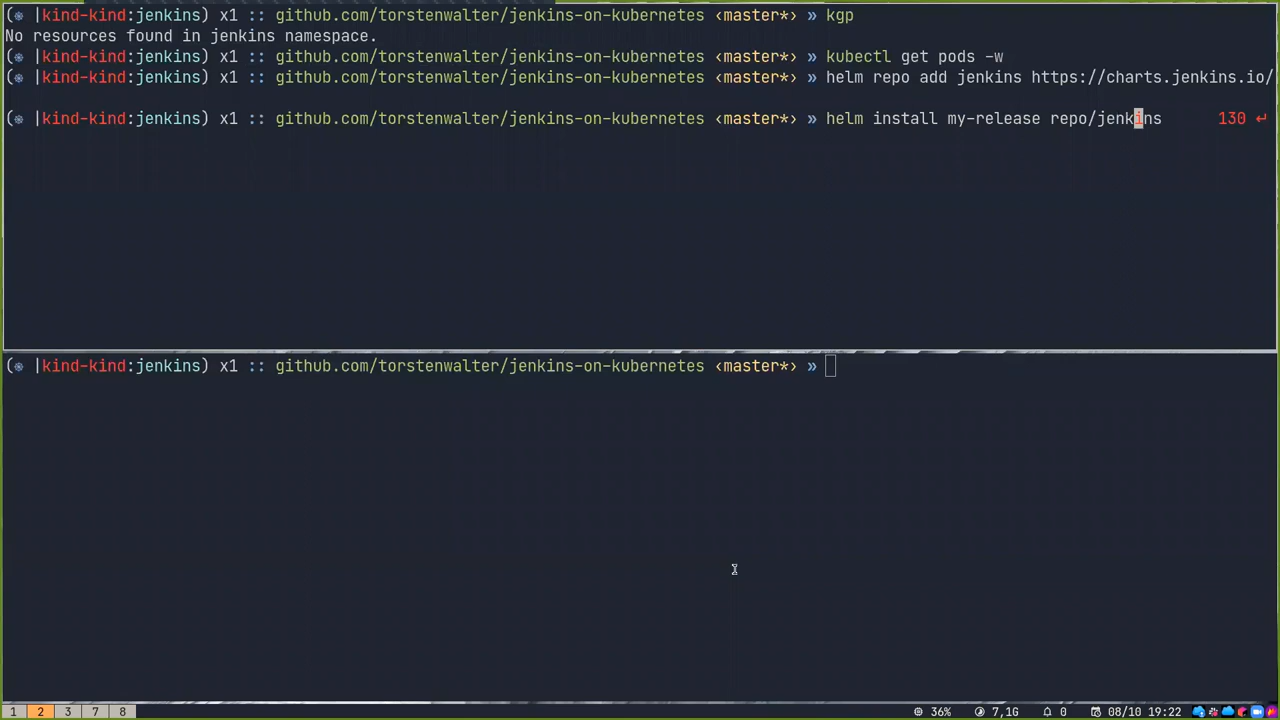 (⎈ |kind-kind:jenkins) x1 :: github.com/torstenwalter/jenkins-on-kubernetes ‹master*› » kgp
No resources found in jenkins namespace.
(⎈ |kind-kind:jenkins) x1 :: github.com/torstenwalter/jenkins-on-kubernetes ‹master*› » kubectl get pods -w
(⎈ |kind-kind:jenkins) x1 :: github.com/torstenwalter/jenkins-on-kubernetes ‹master*› » helm repo add jenkins https://charts.jenkins.io/
(⎈ |kind-kind:jenkins) x1 :: github.com/torstenwalter/jenkins-on-kubernetes ‹master*› » helm install my-release repo/jenkins 130 ↵
(⎈ |kind-kind:jenkins) x1 :: github.com/torstenwalter/jenkins-on-kubernetes ‹master*› »
1 2 3 7 8 36% 7,1G 0 08/10 19:22